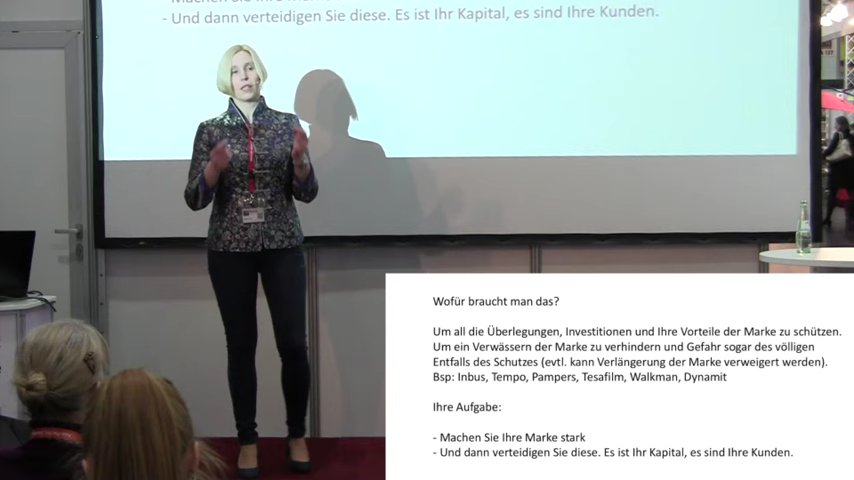 - Machen Sie Ihre Marke
- Und dann verteidigen Sie diese. Es ist Ihr Kapital, es sind Ihre Kunden.
Wofür braucht man das?
Um all die Überlegungen, Investitionen und Ihre Vorteile der Marke zu schützen.
Um ein Verwässern der Marke zu verhindern und Gefahr sogar des völligen
Entfalls des Schutzes (evtl. kann Verlängerung der Marke verweigert werden).
Bsp: Inbus, Tempo, Pampers, Tesafilm, Walkman, Dynamit
Ihre Aufgabe:
- Machen Sie Ihre Marke stark
- Und dann verteidigen Sie diese. Es ist Ihr Kapital, es sind Ihre Kunden.